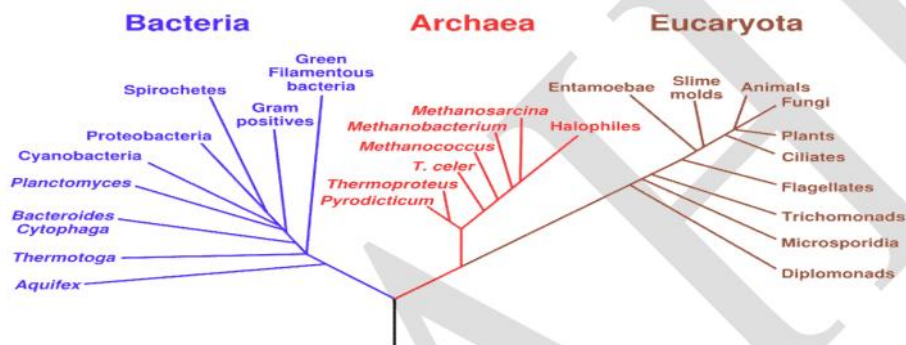 Bacteria
Archaea
Eucaryota
Green
Filamentous
bacteria
Spirochetes
Gram
positives
Proteobacteria
Cyanobacteria
Planctomyces
Bacteroides
Cytophaga
Thermotoga
Aquifex
Methanosarcina
Methanobacterium
Halophiles
Methanococcus
T. celer
Thermoproteus
Pyrodicticum
Entamoebae
Slime
molds
Animals
Fungi
Plants
Ciliates
Flagellates
Trichomonads
Microsporidia
Diplomonads